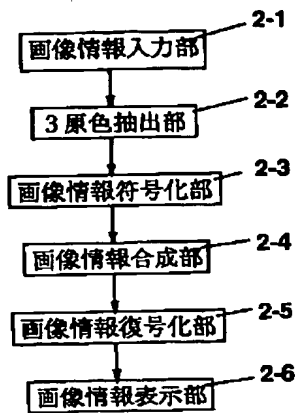 2-1
画像情報入力部
2-2
3原色抽出部
2-3
画像情報符号化部
2-4
画像情報合成部
2-5
画像情報復号化部
2-6
画像情報表示部